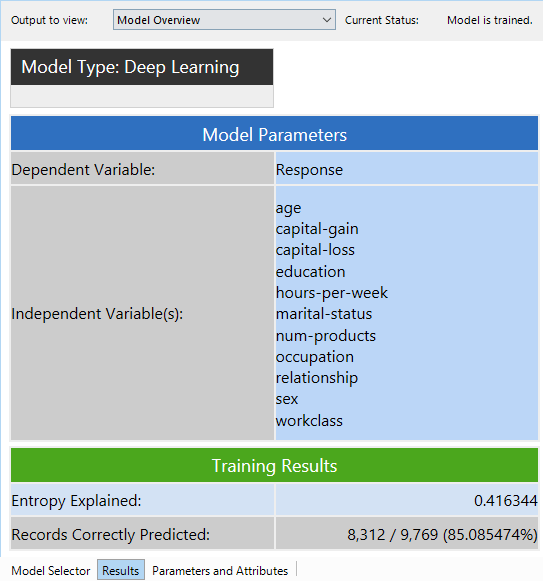 Output to view: Model Overview Current Status: Model is trained.
Model Type: Deep Learning
Model Parameters
Dependent Variable: Response
Independent Variable(s):
age
capital-gain
capital-loss
education
hours-per-week
marital-status
num-products
occupation
relationship
sex
workclass
Training Results
Entropy Explained: 0.416344
Records Correctly Predicted: 8,312 / 9,769 (85.085474%)
Model Selector Results Parameters and Attributes